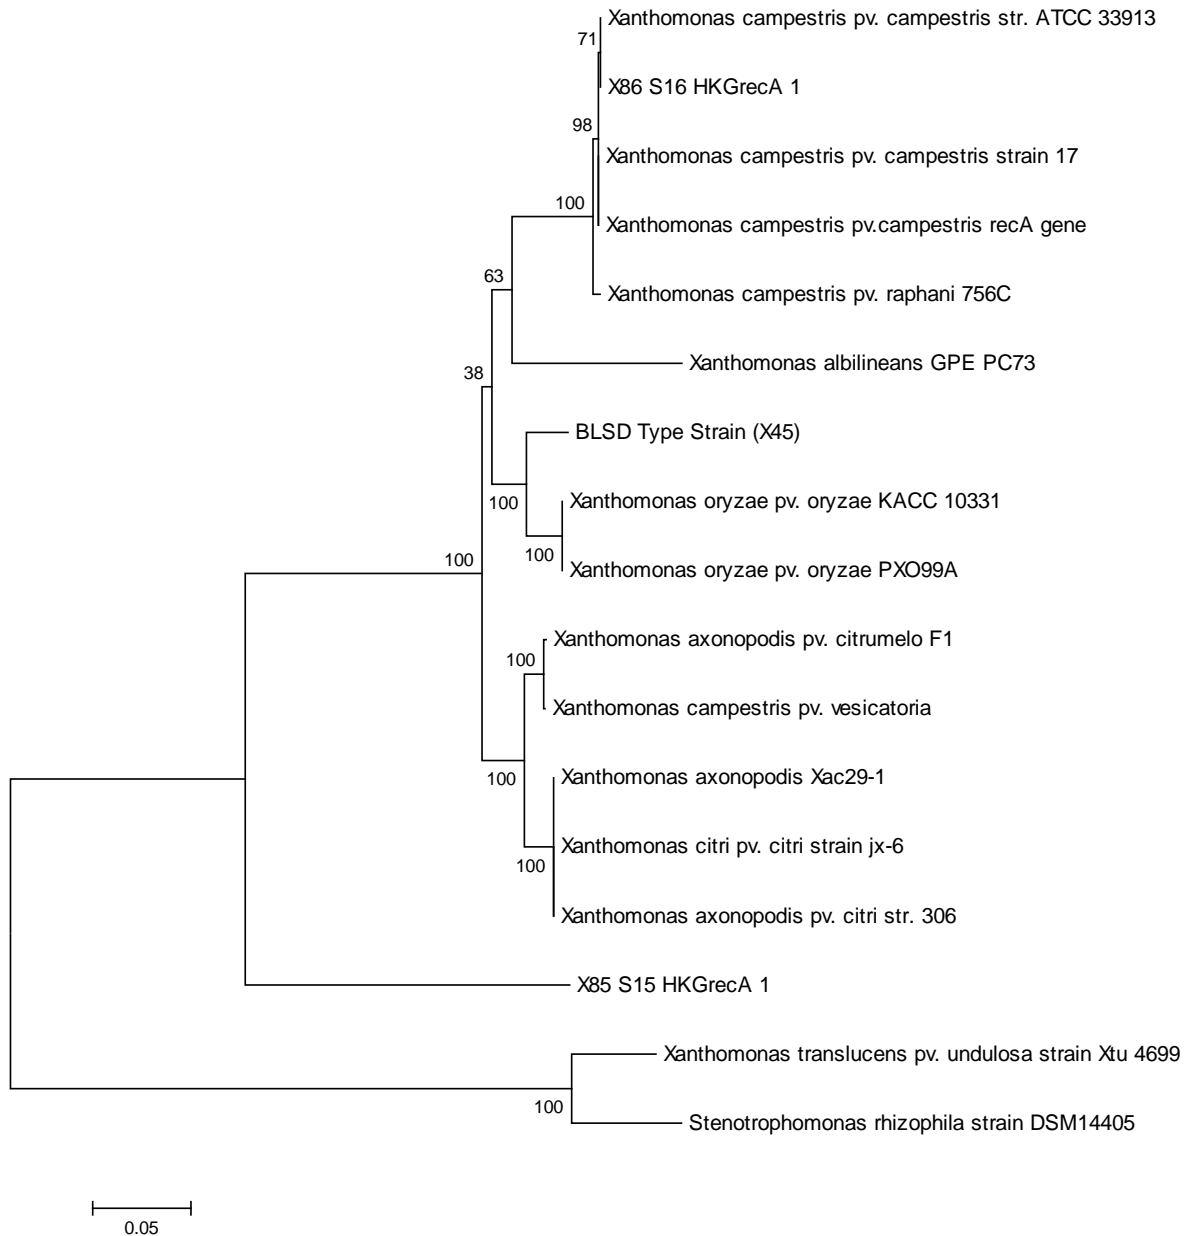 Xanthomonas campestris pv. campestris str. ATCC 33913
71
X86 S16 HKGrecA 1
98
Xanthomonas campestris pv. campestris strain 17
100
Xanthomonas campestris pv.campestris recA gene
63
Xanthomonas campestris pv. raphani 756C
Xanthomonas albilineans GPE PC73
38
BLSD Type Strain (X45)
100
Xanthomonas oryzae pv. oryzae KACC 10331
100
100
Xanthomonas oryzae pv. oryzae PXO99A
Xanthomonas axonopodis pv. citrumelo F1
100
Xanthomonas campestris pv. vesicatoria
100
Xanthomonas axonopodis Xac29-1
Xanthomonas citri pv. citri strain jx-6
100
Xanthomonas axonopodis pv. citri str. 306
X85 S15 HKGrecA 1
Xanthomonas translucens pv. undulosa strain Xtu 4699
100
Stenotrophomonas rhizophila strain DSM14405
0.05